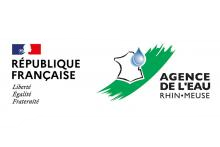 RÉPUBLIQUE
FRANÇAISE
Liberté
Égalité
Fraternité
AGENCE
DE L'EAU
RHIN•MEUSE